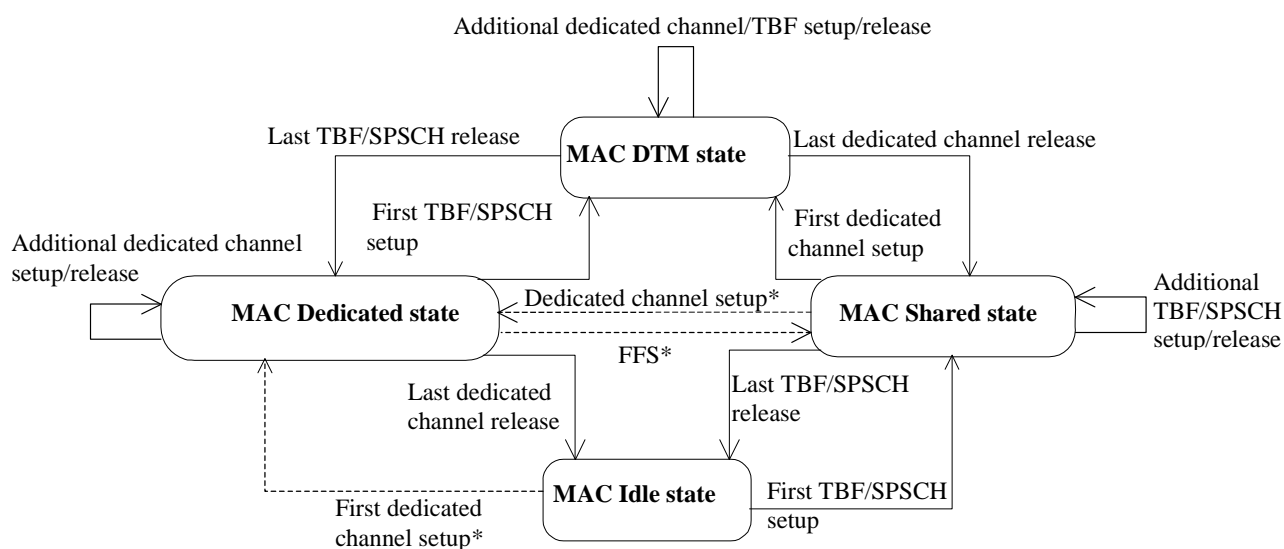 Additional dedicated channel/TBF setup/release
Last TBF/SPSCH release
MAC DTM state
Last dedicated channel release
First TBF/SPSCH
setup
First dedicated
channel setup
Additional dedicated channel
setup/release
MAC Dedicated state
Dedicated channel setup*
FFS*
MAC Shared state
Additional
TBF/SPSCH
setup/release
Last dedicated
channel release
Last TBF/SPSCH
release
MAC Idle state
First dedicated
channel setup*
First TBF/SPSCH
setup